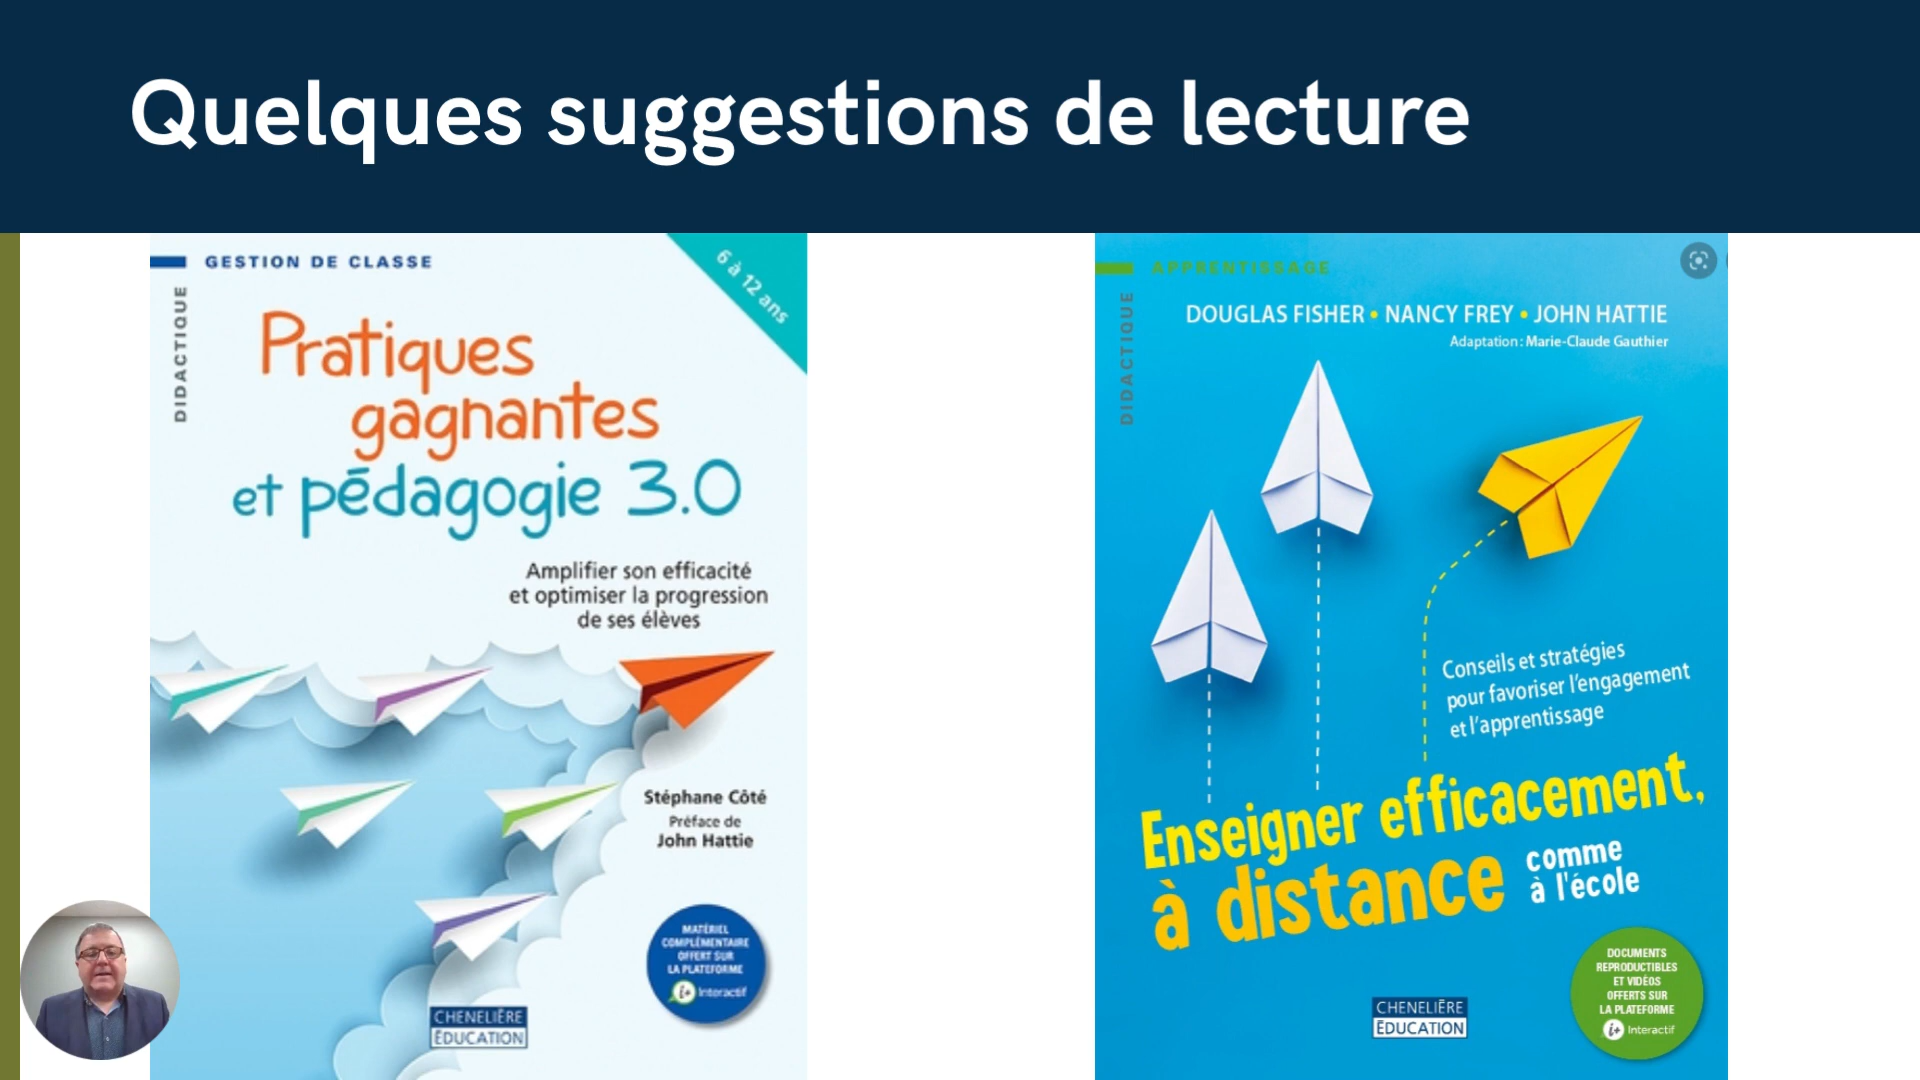 Quelques suggestions de lecture
GESTION DE CLASSE
6 à 12 ans
DIDACTIQUE
Pratiques
gagnantes
et pédagogie 3.0
Amplifier son efficacité
et optimiser la progression
de ses élèves
Stéphane Côté
Préface de
John Hattie
MATÉRIEL
COMPLÉMENTAIRE
OFFERT SUR
LA PLATEFORME
i+ Interactif
CHENELIÈRE
ÉDUCATION
APPRENTISSAGE
DIDACTIQUE
DOUGLAS FISHER • NANCY FREY • JOHN HATTIE
Adaptation : Marie-Claude Gauthier
Conseils et stratégies
pour favoriser l'engagement
et l'apprentissage
Enseigner efficacement,
à distance
comme
à l'école
DOCUMENTS
REPRODUCTIBLES
ET VIDÉOS
OFFERTS SUR
LA PLATEFORME
i+ Interactif
CHENELIÈRE
ÉDUCATION